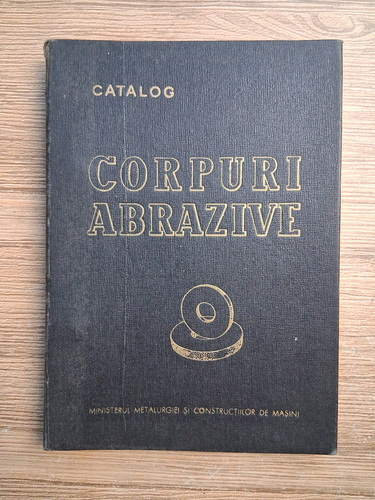 CATALOG
CORPURI
ABRAZIVE
MINISTERUL METALURGIEI ȘI CONSTRUCȚIILOR DE MAȘINI